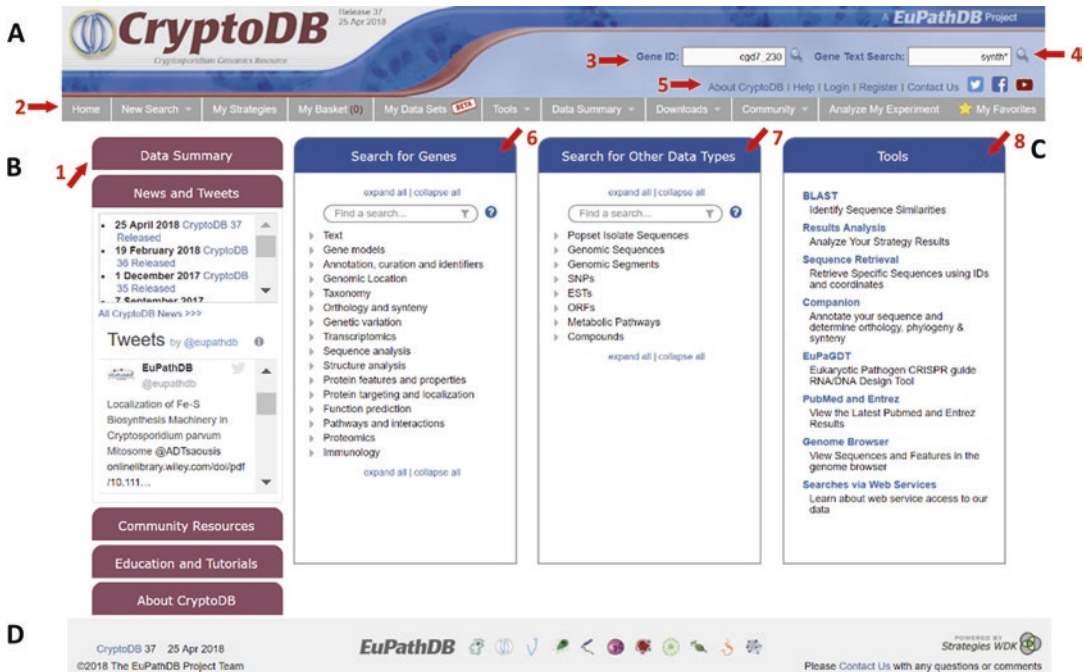 A
CryptoDB
Cryptosporidium Genomics Resource
Release 37
25 Apr 2018
A EuPathDB Project
3
Gene ID: cgd7_230
Gene Text Search: synth*
4
5
About CryptoDB | Help | Login | Register | Contact Us
2
Home New Search My Strategies My Basket (0) My Data Sets BETA Tools Data Summary Downloads Community Analyze My Experiment My Favorites
B
1
Data Summary
News and Tweets
25 April 2018 CryptoDB 37
Released
19 February 2018 CryptoDB
36 Released
1 December 2017 CryptoDB
35 Released
7 September 2017
All CryptoDB News >>>
Tweets by @eupathdb
EuPathDB
@eupathdb
Localization of Fe-S
Biosynthesis Machinery in
Cryptosporidium parvum
Mitosome @ADTsaousis
onlinelibrary.wiley.com/doi/pdf
/10.111…
Community Resources
Education and Tutorials
About CryptoDB
6
Search for Genes
expand all | collapse all
Find a search...
Text
Gene models
Annotation, curation and identifiers
Genomic Location
Taxonomy
Orthology and synteny
Genetic variation
Transcriptomics
Sequence analysis
Structure analysis
Protein features and properties
Protein targeting and localization
Function prediction
Pathways and interactions
Proteomics
Immunology
expand all | collapse all
7
Search for Other Data Types
expand all | collapse all
Find a search...
Popset Isolate Sequences
Genomic Sequences
Genomic Segments
SNPs
ESTs
ORFs
Metabolic Pathways
Compounds
expand all | collapse all
8
C
Tools
BLAST
Identify Sequence Similarities
Results Analysis
Analyze Your Strategy Results
Sequence Retrieval
Retrieve Specific Sequences using IDs
and coordinates
Companion
Annotate your sequence and
determine orthology, phylogeny &
synteny
EuPaGDT
Eukaryotic Pathogen CRISPR guide
RNA/DNA Design Tool
PubMed and Entrez
View the Latest Pubmed and Entrez
Results
Genome Browser
View Sequences and Features in the
genome browser
Searches via Web Services
Learn about web service access to our
data
D
CryptoDB 37 25 Apr 2018
©2018 The EuPathDB Project Team
EuPathDB
POWERED BY
Strategies WDK
Please Contact Us with any questions or comments